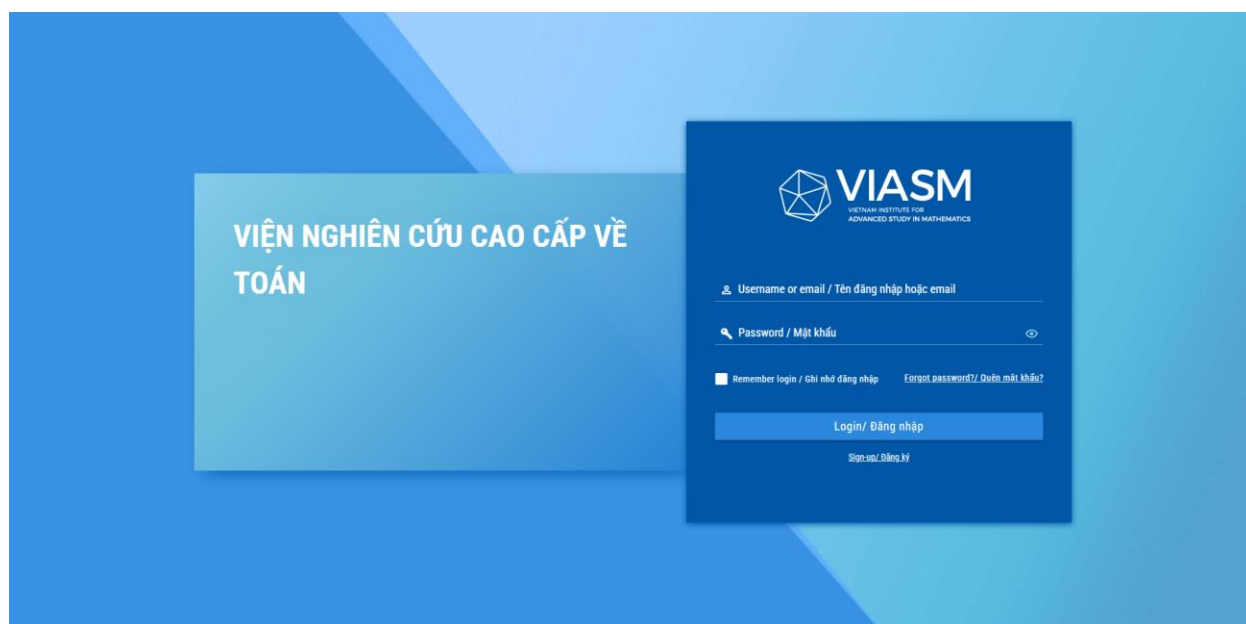 VIỆN NGHIÊN CỨU CAO CẤP VỀ
TOÁN
VIASM
VIETNAM INSTITUTE FOR
ADVANCED STUDY IN MATHEMATICS
Username or email / Tên đăng nhập hoặc email
Password / Mật khẩu
Remember login / Ghi nhớ đăng nhập
Forgot password?/ Quên mật khẩu?
Login/ Đăng nhập
Sign-up/ Đăng ký